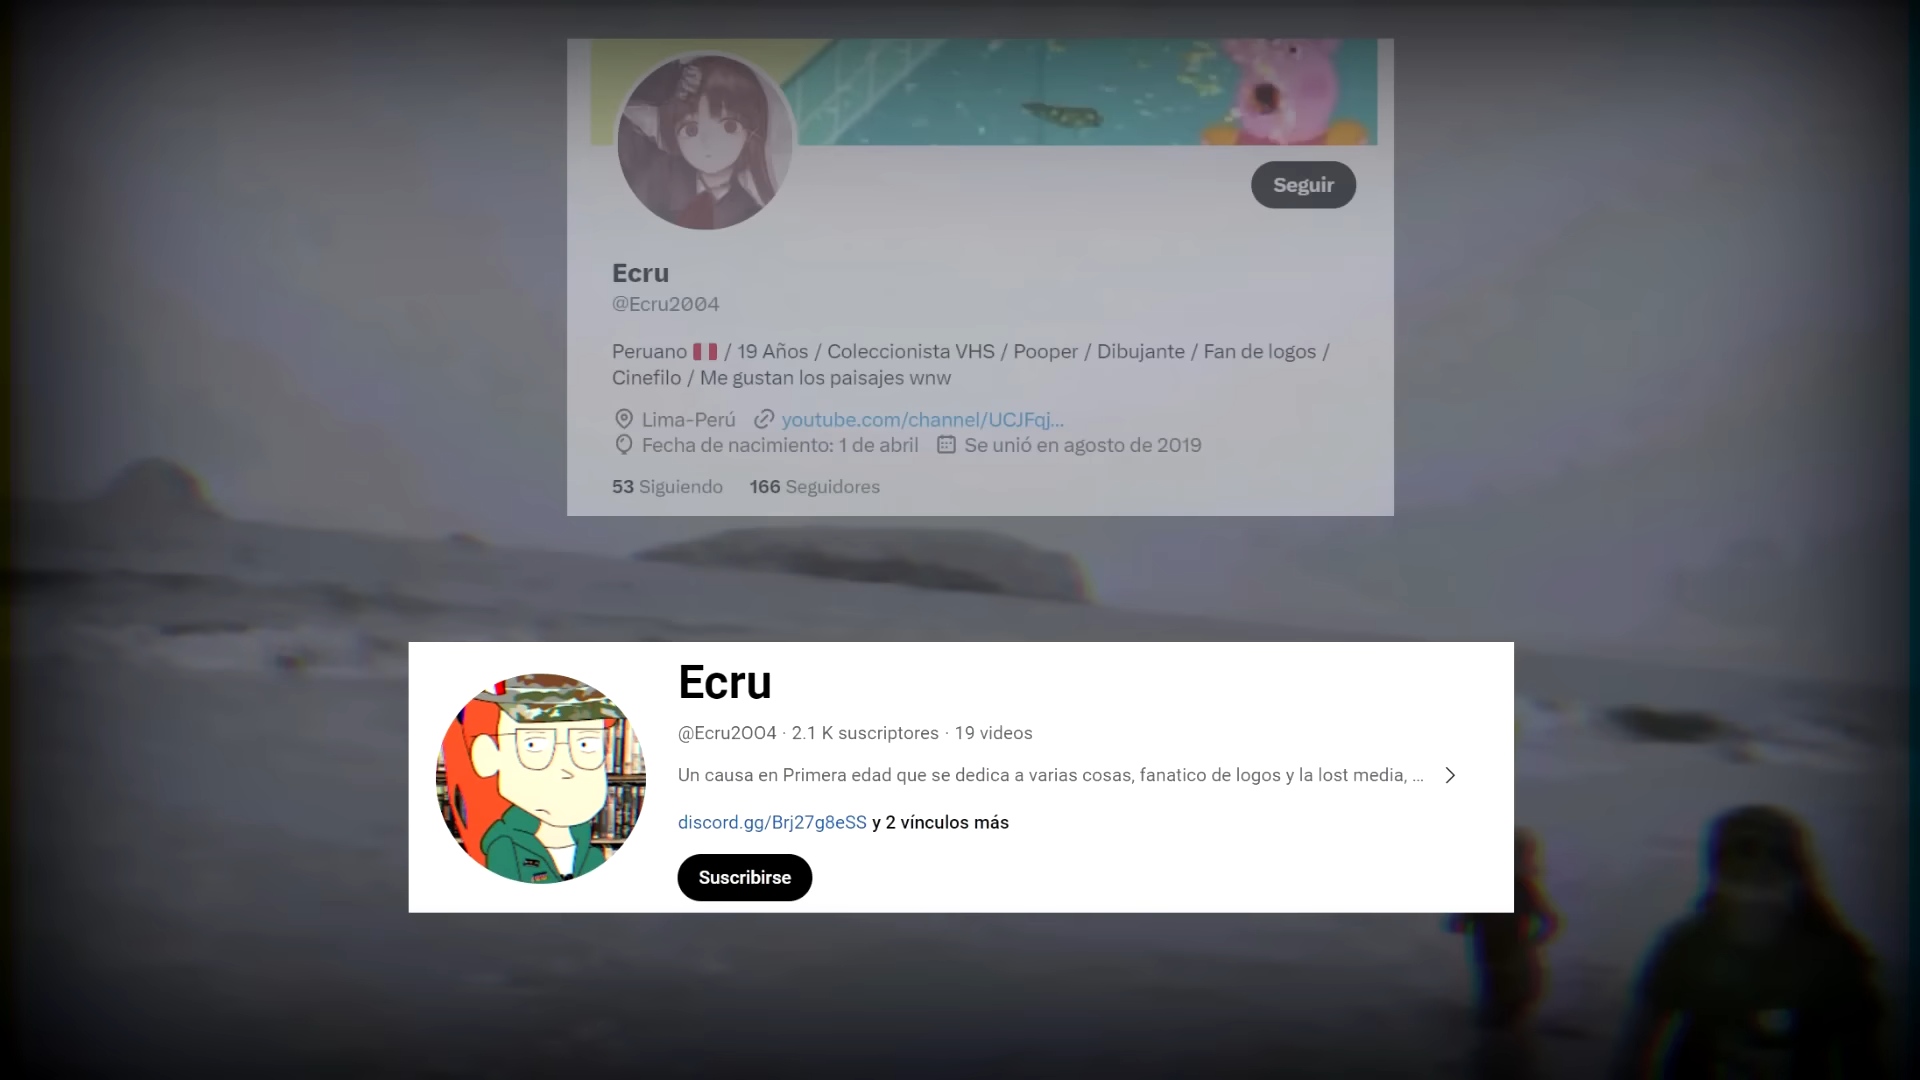 Seguir
Ecru
@Ecru2004
Peruano 🇵🇪 / 19 Años / Coleccionista VHS / Pooper / Dibujante / Fan de logos /
Cinefilo / Me gustan los paisajes wnw
Lima-Perú youtube.com/channel/UCJFqj...
Fecha de nacimiento: 1 de abril Se unió en agosto de 2019
53 Siguiendo 166 Seguidores
Ecru
@Ecru2OO4 · 2.1 K suscriptores · 19 videos
Un causa en Primera edad que se dedica a varias cosas, fanatico de logos y la lost media, ...
discord.gg/Brj27g8eSS y 2 vínculos más
Suscribirse